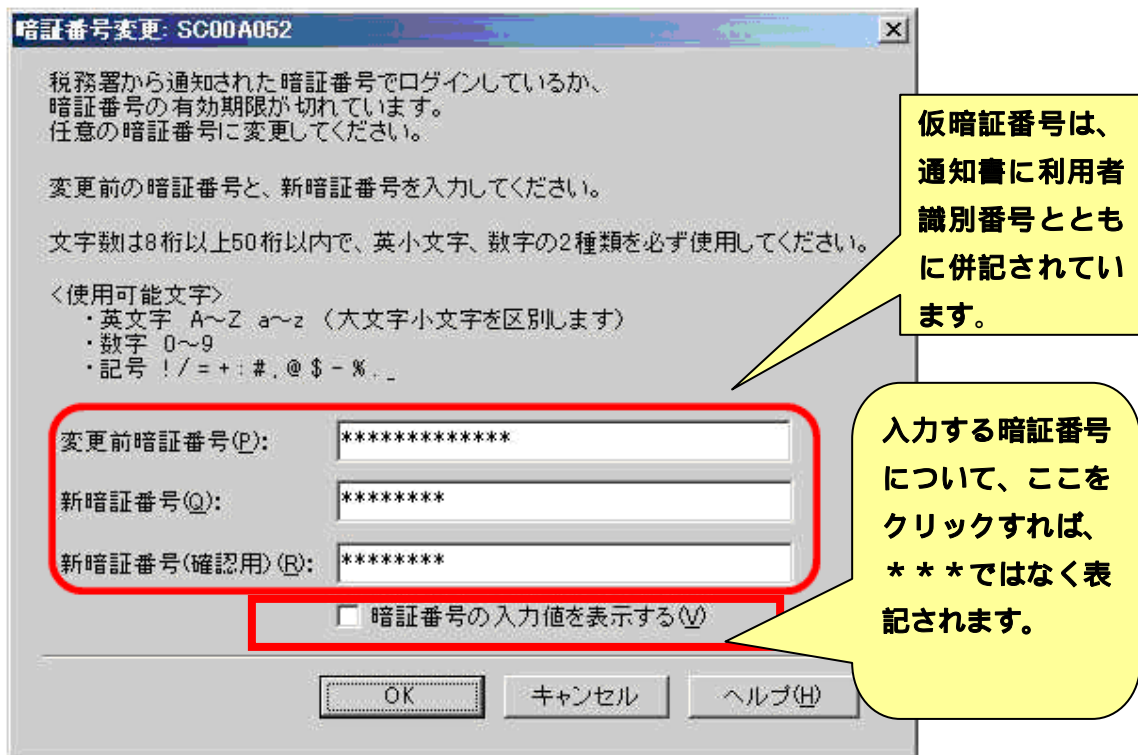 暗証番号変更: SC00A052
税務署から通知された暗証番号でログインしているか、
暗証番号の有効期限が切れています。
任意の暗証番号に変更してください。
変更前の暗証番号と、新暗証番号を入力してください。
文字数は8桁以上50桁以内で、英小文字、数字の2種類を必ず使用してください。
<使用可能文字>
・英文字 A～Z a～z (大文字小文字を区別します)
・数字 0～9
・記号 ! / = + : # , @ $ - % . _
変更前暗証番号(P): *************
新暗証番号(Q): ********
新暗証番号(確認用)(R): ********
暗証番号の入力値を表示する(V)
OK キャンセル ヘルプ(H)
仮暗証番号は、
通知書に利用者
識別番号ととも
に併記されてい
ます。
入力する暗証番号
について、ここを
クリックすれば、
＊＊＊ではなく表
記されます。